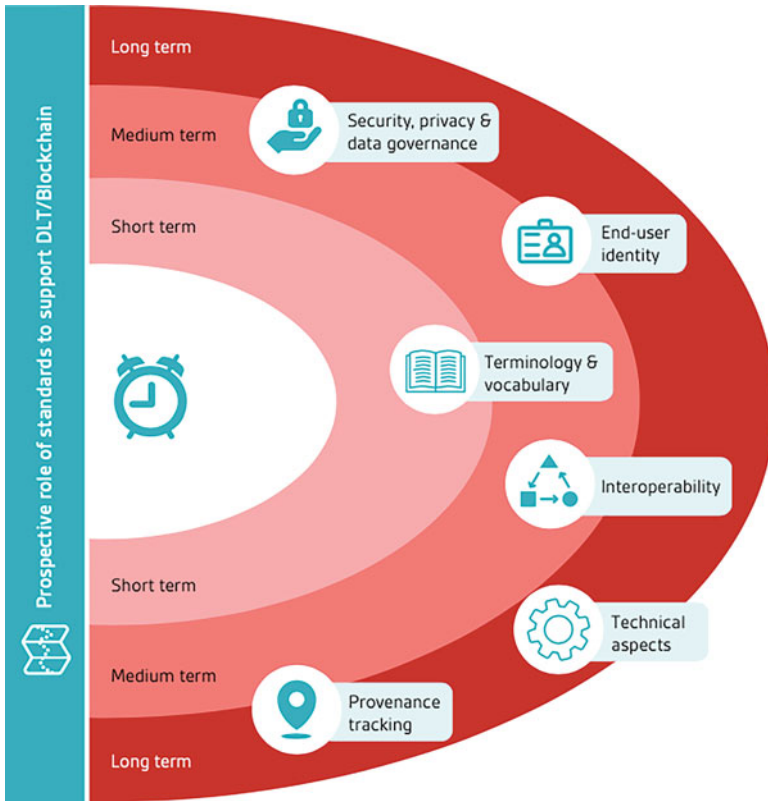 Prospective role of standards to support DLT/Blockchain
Long term
Medium term
Security, privacy &
data governance
Short term
End-user
identity
Terminology &
vocabulary
Interoperability
Short term
Technical
aspects
Medium term
Provenance
tracking
Long term